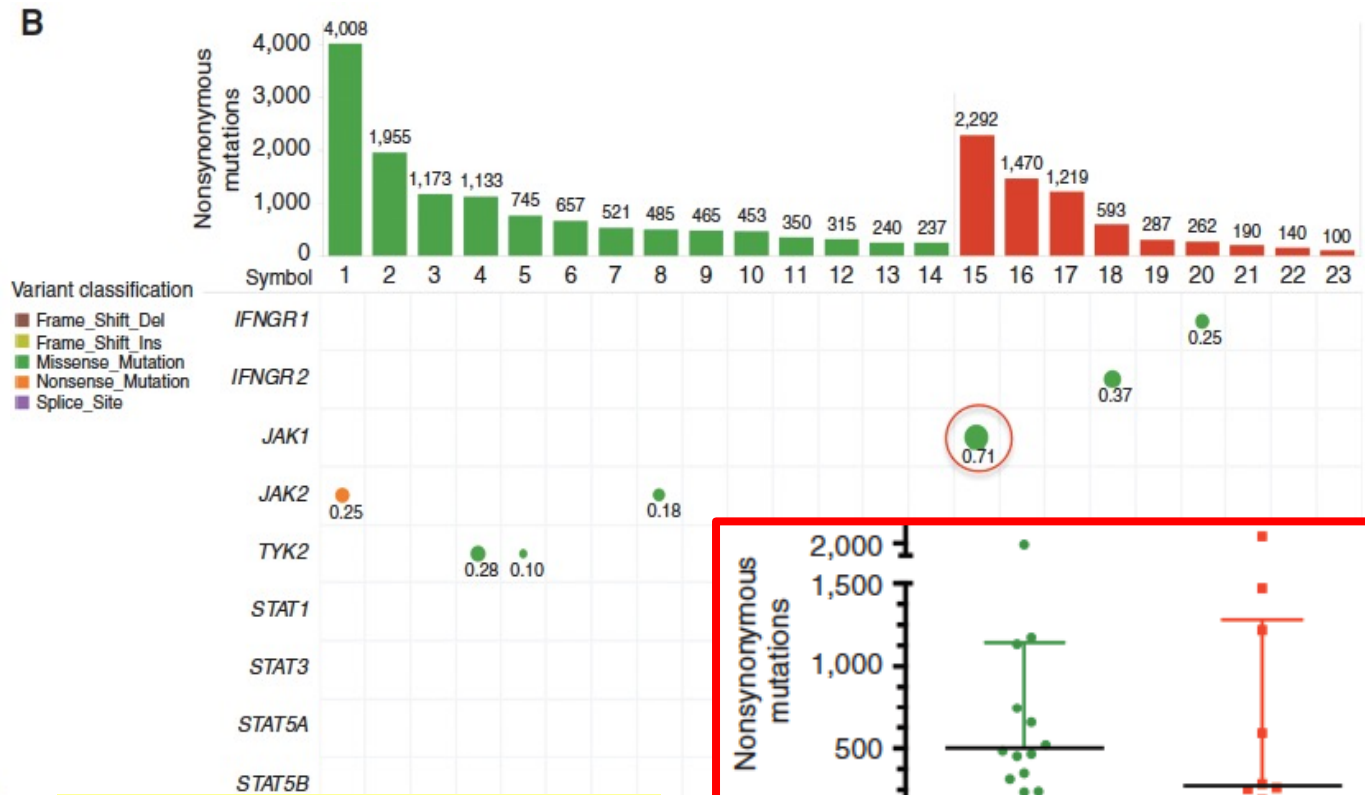 B
Nonsynonymous
mutations
4,000
3,000
2,000
1,000
0
4,008
1,955
1,173 1,133
745 657 521 485 465 453 350 315 240 237
2,292
1,470
1,219
593 287 262 190 140 100
Symbol 1 2 3 4 5 6 7 8 9 10 11 12 13 14 15 16 17 18 19 20 21 22 23
Variant classification
Frame_Shift_Del
Frame_Shift_Ins
Missense_Mutation
Nonsense_Mutation
Splice_Site
IFNGR1
0.25
IFNGR2
0.37
JAK1
0.71
JAK2
0.25 0.18
TYK2
0.28 0.10
STAT1
STAT3
STAT5A
STAT5B
Nonsynonymous
mutations
2,000
1,500
1,000
500